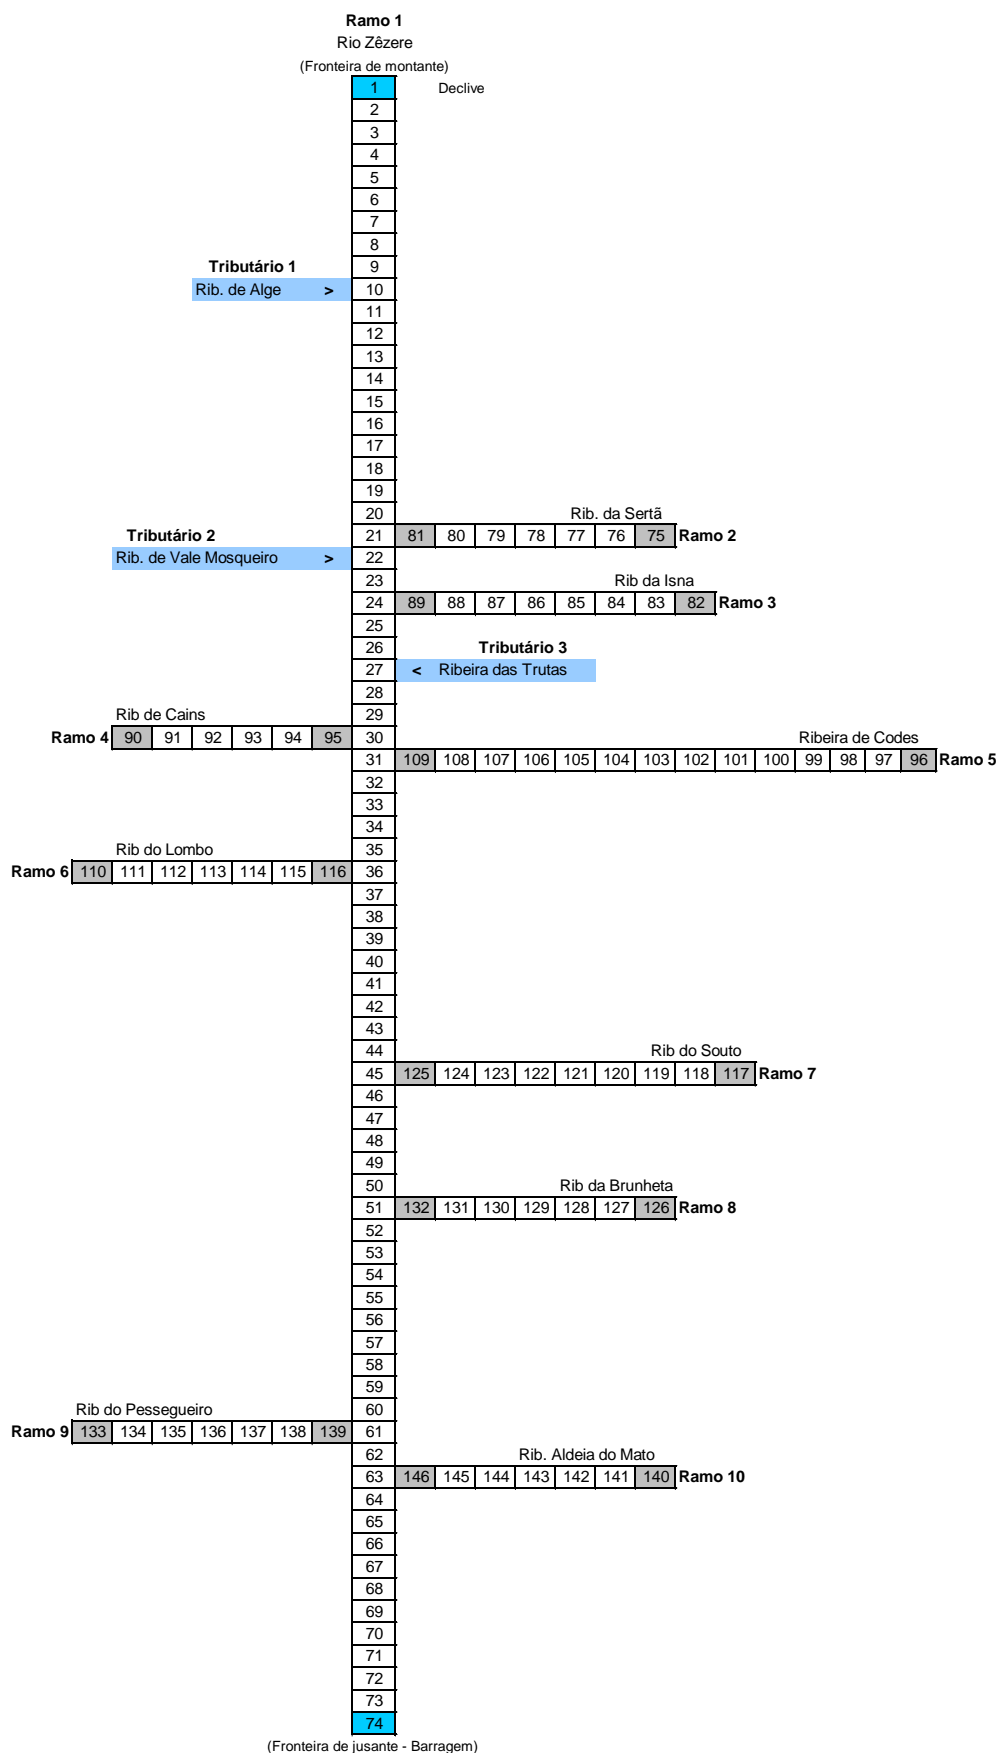 Ramo 1
Rio Zêzere
(Fronteira de montante)
1 Declive
2
3
4
5
6
7
8
Tributário 1 9
Rib. de Alge > 10
11
12
13
14
15
16
17
18
19
20 Rib. da Sertã
Tributário 2 21 81 80 79 78 77 76 75 Ramo 2
Rib. de Vale Mosqueiro > 22
23 Rib da Isna
24 89 88 87 86 85 84 83 82 Ramo 3
25
26 Tributário 3
27 < Ribeira das Trutas
28
Rib de Cains 29
Ramo 4 90 91 92 93 94 95 30 Ribeira de Codes
31 109 108 107 106 105 104 103 102 101 100 99 98 97 96 Ramo 5
32
33
34
Rib do Lombo 35
Ramo 6 110 111 112 113 114 115 116 36
37
38
39
40
41
42
43
44 Rib do Souto
45 125 124 123 122 121 120 119 118 117 Ramo 7
46
47
48
49
50 Rib da Brunheta
51 132 131 130 129 128 127 126 Ramo 8
52
53
54
55
56
57
58
59
Rib do Pessegueiro 60
Ramo 9 133 134 135 136 137 138 139 61
62 Rib. Aldeia do Mato
63 146 145 144 143 142 141 140 Ramo 10
64
65
66
67
68
69
70
71
72
73
74
(Fronteira de jusante - Barragem)